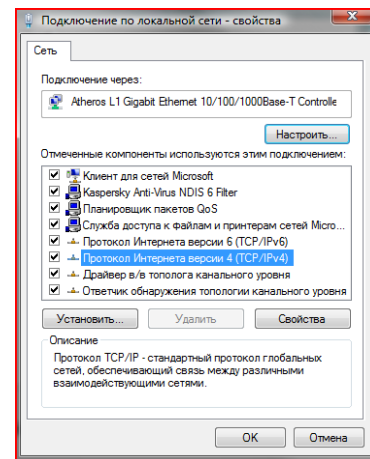 Подключение по локальной сети - свойства
Сеть
Подключение через:
Atheros L1 Gigabit Ethernet 10/100/1000Base-T Controlle
Настроить...
Отмеченные компоненты используются этим подключением:
Клиент для сетей Microsoft
Kaspersky Anti-Virus NDIS 6 Filter
Планировщик пакетов QoS
Служба доступа к файлам и принтерам сетей Micro...
Протокол Интернета версии 6 (TCP/IPv6)
Протокол Интернета версии 4 (TCP/IPv4)
Драйвер в/в тополога канального уровня
Ответчик обнаружения топологии канального уровня
Установить... Удалить Свойства
Описание
Протокол TCP/IP - стандартный протокол глобальных
сетей, обеспечивающий связь между различными
взаимодействующими сетями.
OK Отмена